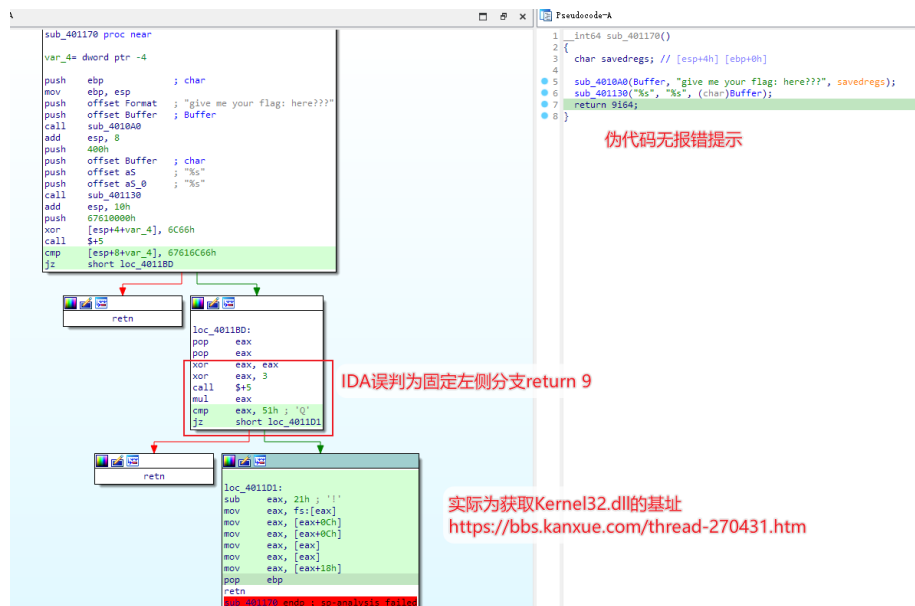 Pseudocode-A
sub_401170 proc near
var_4= dword ptr -4
push ebp ; char
mov ebp, esp
push offset Format ; "give me your flag: here???"
push offset Buffer ; Buffer
call sub_4010A0
add esp, 8
push 400h
push offset Buffer ; char
push offset aS ; "%s"
push offset aS_0 ; "%s"
call sub_401130
add esp, 10h
push 67610000h
xor [esp+4+var_4], 6C66h
call $+5
cmp [esp+8+var_4], 67616C66h
jz short loc_4011BD
retn
loc_4011BD:
pop eax
pop eax
xor eax, eax
xor eax, 3
call $+5
mul eax
cmp eax, 51h ; 'Q'
jz short loc_4011D1
retn
loc_4011D1:
sub eax, 21h ; '!'
mov eax, fs:[eax]
mov eax, [eax+0Ch]
mov eax, [eax+0Ch]
mov eax, [eax]
mov eax, [eax]
mov eax, [eax+18h]
pop ebp
retn
sub_401170 endp ; sp-analysis failed
1 __int64 sub_401170()
2 {
3 char savedregs; // [esp+4h] [ebp+0h]
4
5 sub_4010A0(Buffer, "give me your flag: here???", savedregs);
6 sub_401130("%s", "%s", (char)Buffer);
7 return 9i64;
8 }
伪代码无报错提示
IDA误判为固定左侧分支return 9
实际为获取Kernel32.dll的基址
https://bbs.kanxue.com/thread-270431.htm